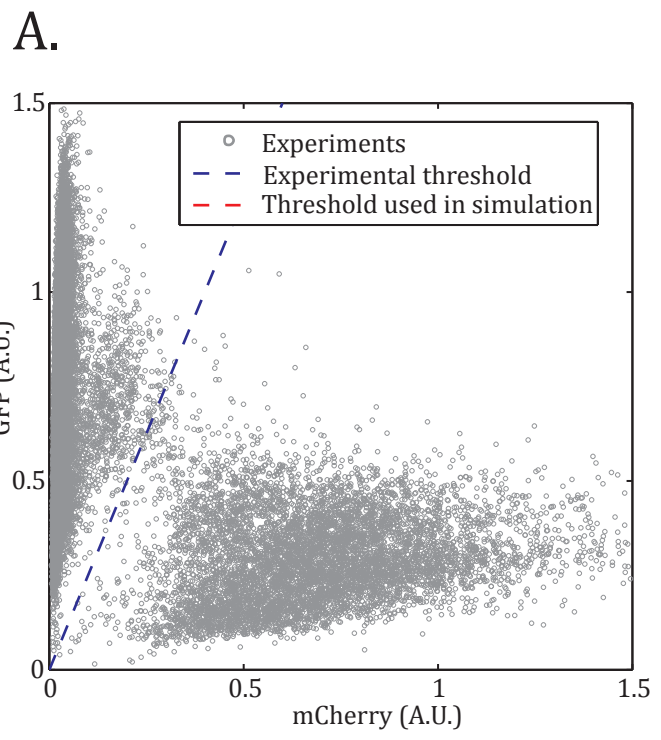 A.
1.5
Experiments
Experimental threshold
Threshold used in simulation
1
GFP (A.U.)
0.5
0
0 0.5 1 1.5
mCherry (A.U.)